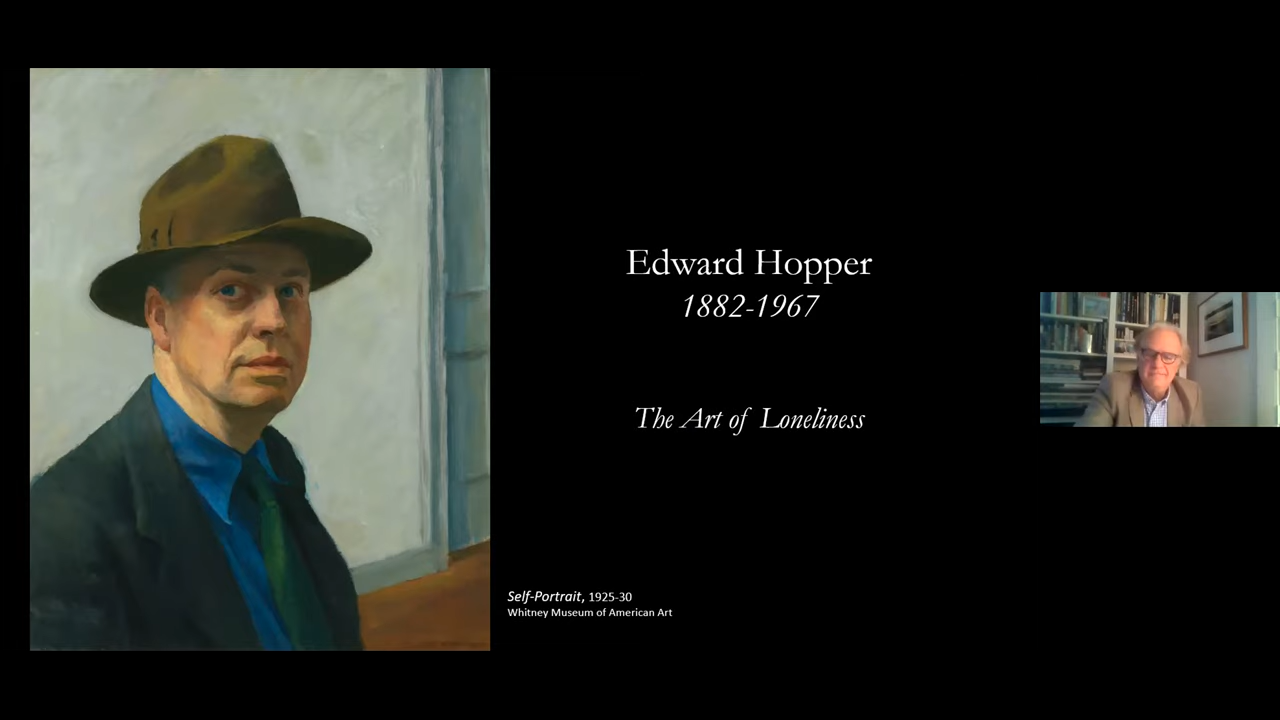 Edward Hopper
1882-1967
The Art of Loneliness
Self-Portrait, 1925-30
Whitney Museum of American Art